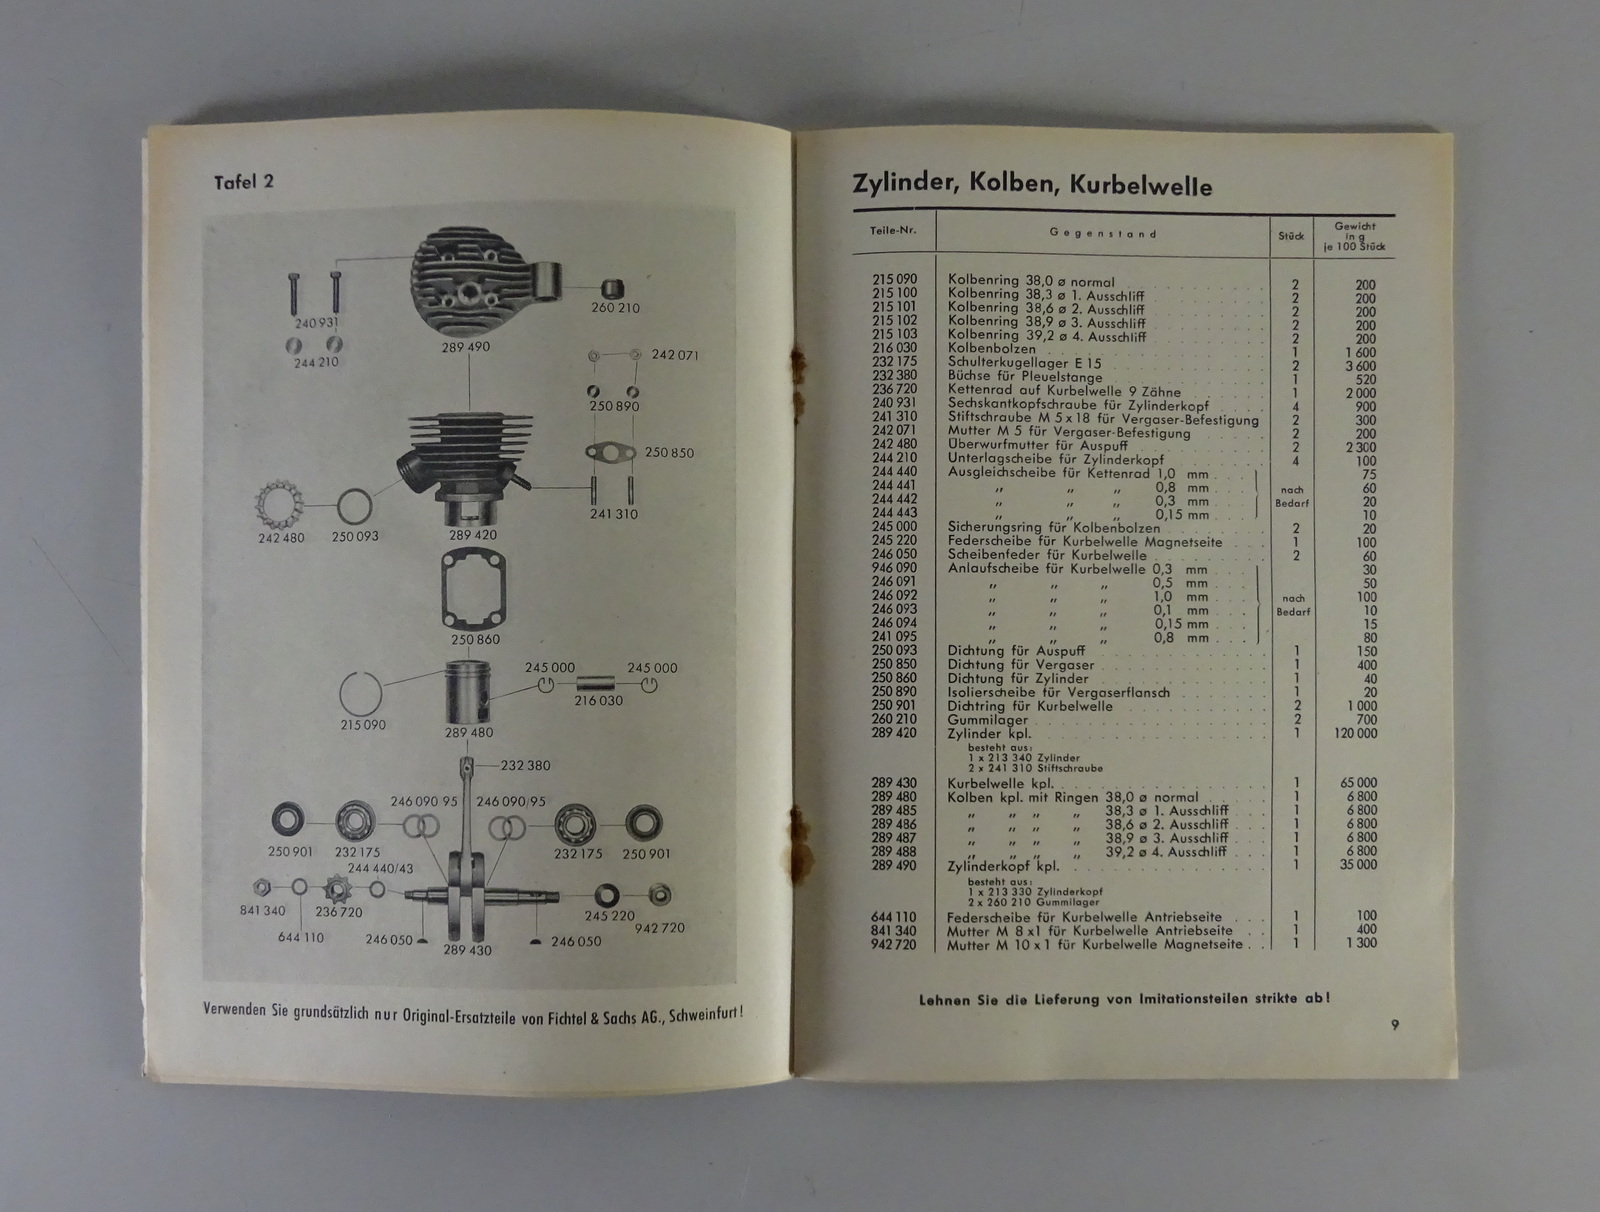 Tafel 2
240 931
244 210
289 490
260 210
242 071
250 890
250 850
241 310
242 480
250 093
289 420
250 860
245 000
245 000
216 030
215 090
289 480
232 380
246 090 95
246 090/95
250 901
232 175
232 175
250 901
244 440/43
841 340
236 720
245 220
942 720
644 110
246 050
246 050
289 430
Verwenden Sie grundsätzlich nur Original-Ersatzteile von Fichtel & Sachs AG., Schweinfurt!
Zylinder, Kolben, Kurbelwelle
Teile-Nr. Gegenstand Stück Gewicht in g je 100 Stück
215 090 Kolbenring 38,0 ø normal 2 200
215 100 Kolbenring 38,3 ø 1. Ausschliff 2 200
215 101 Kolbenring 38,6 ø 2. Ausschliff 2 200
215 102 Kolbenring 38,9 ø 3. Ausschliff 2 200
215 103 Kolbenring 39,2 ø 4. Ausschliff 2 200
216 030 Kolbenbolzen 1 1 600
232 175 Schulterkugellager E 15 2 3 600
232 380 Büchse für Pleuelstange 1 520
236 720 Kettenrad auf Kurbelwelle 9 Zähne 1 2 000
240 931 Sechskantkopfschraube für Zylinderkopf 4 900
241 310 Stiftschraube M 5 x 18 für Vergaser-Befestigung 2 300
242 071 Mutter M 5 für Vergaser-Befestigung 2 200
242 480 Überwurfmutter für Auspuff 2 2 300
244 210 Unterlagscheibe für Zylinderkopf 4 100
244 440 Ausgleichscheibe für Kettenrad 1,0 mm 75
244 441 " " " 0,8 mm nach 60
244 442 " " " 0,3 mm Bedarf 20
244 443 " " " 0,15 mm 10
245 000 Sicherungsring für Kolbenbolzen 2 20
245 220 Federscheibe für Kurbelwelle Magnetseite 1 100
246 050 Scheibenfeder für Kurbelwelle 2 60
946 090 Anlaufscheibe für Kurbelwelle 0,3 mm 30
246 091 " " " 0,5 mm 50
246 092 " " " 1,0 mm nach 100
246 093 " " " 0,1 mm Bedarf 10
246 094 " " " 0,15 mm 15
241 095 " " " 0,8 mm 80
250 093 Dichtung für Auspuff 1 150
250 850 Dichtung für Vergaser 1 400
250 860 Dichtung für Zylinder 1 40
250 890 Isolierscheibe für Vergaserflansch 1 20
250 901 Dichtring für Kurbelwelle 2 1 000
260 210 Gummilager 2 700
289 420 Zylinder kpl. 1 120 000
besteht aus:
1 x 213 340 Zylinder
2 x 241 310 Stiftschraube
289 430 Kurbelwelle kpl. 1 65 000
289 480 Kolben kpl. mit Ringen 38,0 ø normal 1 6 800
289 485 " " " " 38,3 ø 1. Ausschliff 1 6 800
289 486 " " " " 38,6 ø 2. Ausschliff 1 6 800
289 487 " " " " 38,9 ø 3. Ausschliff 1 6 800
289 488 " " " " 39,2 ø 4. Ausschliff 1 6 800
289 490 Zylinderkopf kpl. 1 35 000
besteht aus:
1 x 213 330 Zylinderkopf
2 x 260 210 Gummilager
644 110 Federscheibe für Kurbelwelle Antriebseite 1 100
841 340 Mutter M 8 x 1 für Kurbelwelle Antriebseite 1 400
942 720 Mutter M 10 x 1 für Kurbelwelle Magnetseite 1 1 300
Lehnen Sie die Lieferung von Imitationsteilen strikte ab!
9